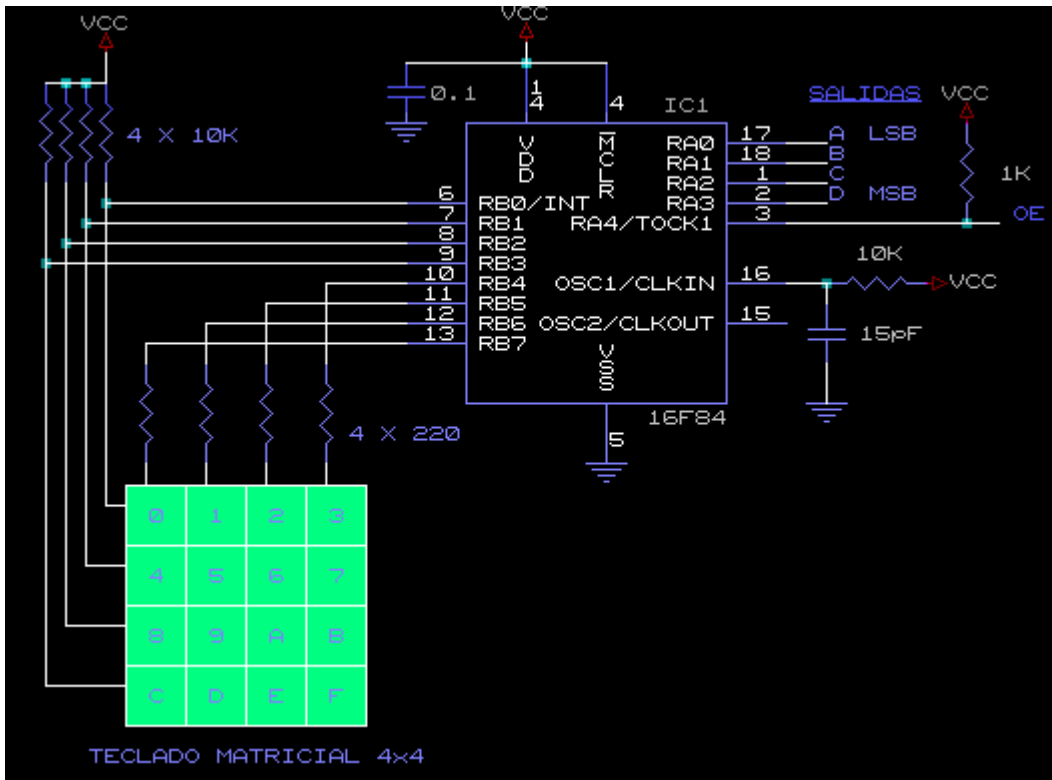 VCC
VCC
0.1
4 X 10K
14
4
IC1
SALIDAS
VCC
VDD
MCLR
RA0 17 A LSB
RA1 18 B
RA2 1 C
RA3 2 D MSB
RA4/TOCK1 3
1K
OE
6 RB0/INT
7 RB1
8 RB2
9 RB3
10 RB4
11 RB5
12 RB6
13 RB7
OSC1/CLKIN 16
10K
VCC
OSC2/CLKOUT 15
15pF
VSS
16F84
5
4 X 220
0 1 2 3
4 5 6 7
8 9 A B
C D E F
TECLADO MATRICIAL 4x4